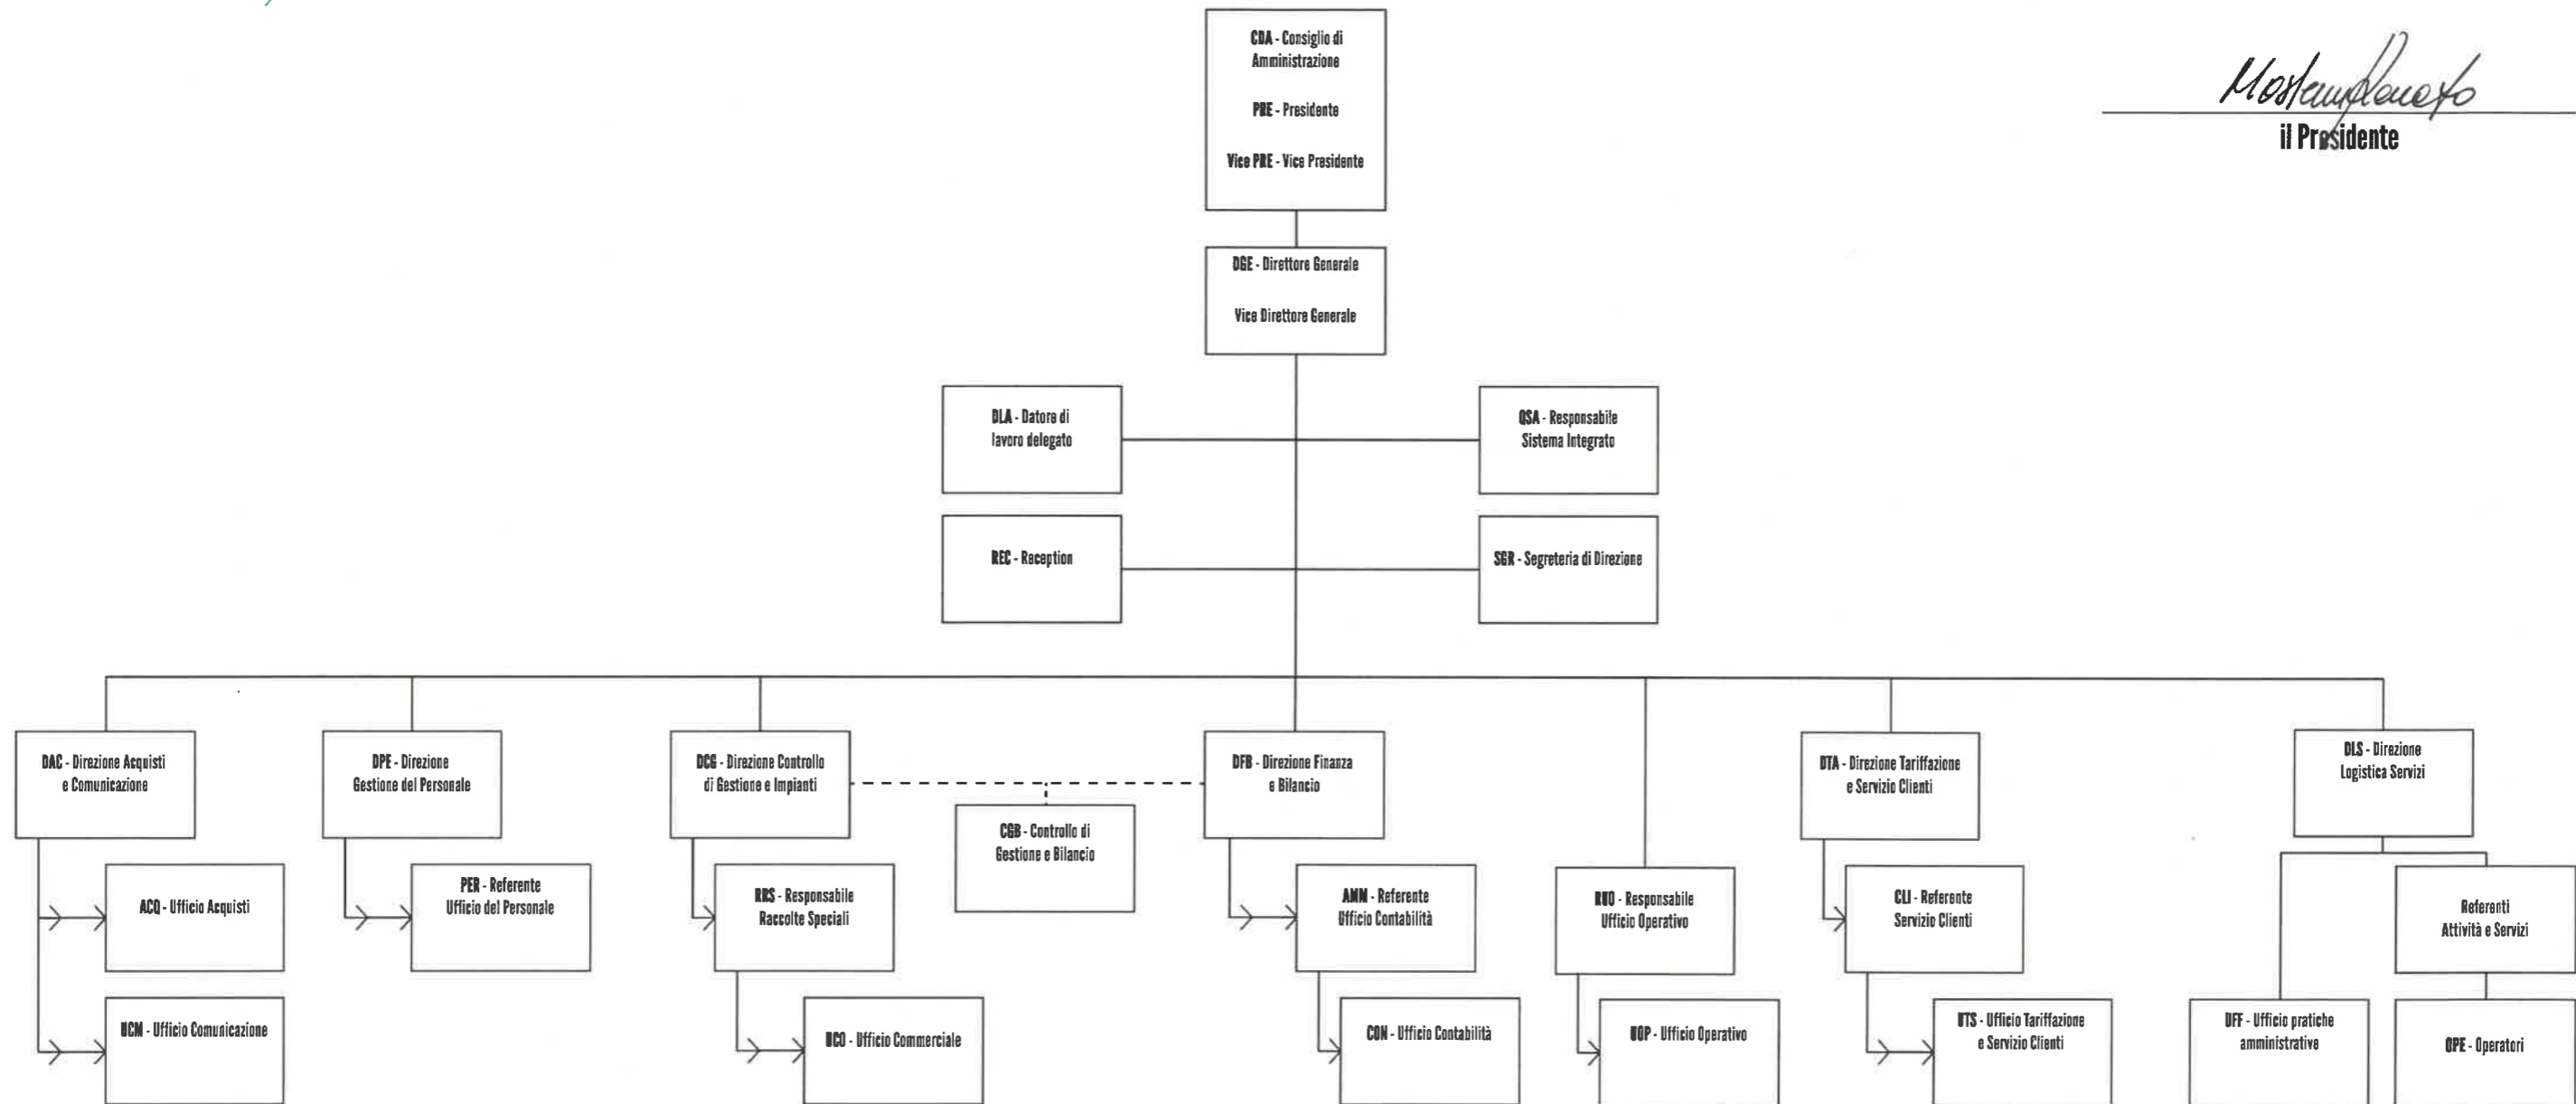 CDA - Consiglio di
Amministrazione
PRE - Presidente
Vice PRE - Vice Presidente
il Presidente
DGE - Direttore Generale
Vice Direttore Generale
DLA - Datore di
lavoro delegato
QSA - Responsabile
Sistema Integrato
REC - Reception
SGR - Segreteria di Direzione
DAC - Direzione Acquisti
e Comunicazione
DPE - Direzione
Gestione del Personale
DCG - Direzione Controllo
di Gestione e Impianti
DFB - Direzione Finanza
e Bilancio
DTA - Direzione Tariffazione
e Servizio Clienti
DLS - Direzione
Logistica Servizi
CGB - Controllo di
Gestione e Bilancio
ACQ - Ufficio Acquisti
PER - Referente
Ufficio del Personale
RRS - Responsabile
Raccolte Speciali
AMM - Referente
Ufficio Contabilità
RUO - Responsabile
Ufficio Operativo
CLI - Referente
Servizio Clienti
Referenti
Attività e Servizi
UCM - Ufficio Comunicazione
UCO - Ufficio Commerciale
CON - Ufficio Contabilità
UOP - Ufficio Operativo
UTS - Ufficio Tariffazione
e Servizio Clienti
UFF - Ufficio pratiche
amministrative
OPE - Operatori